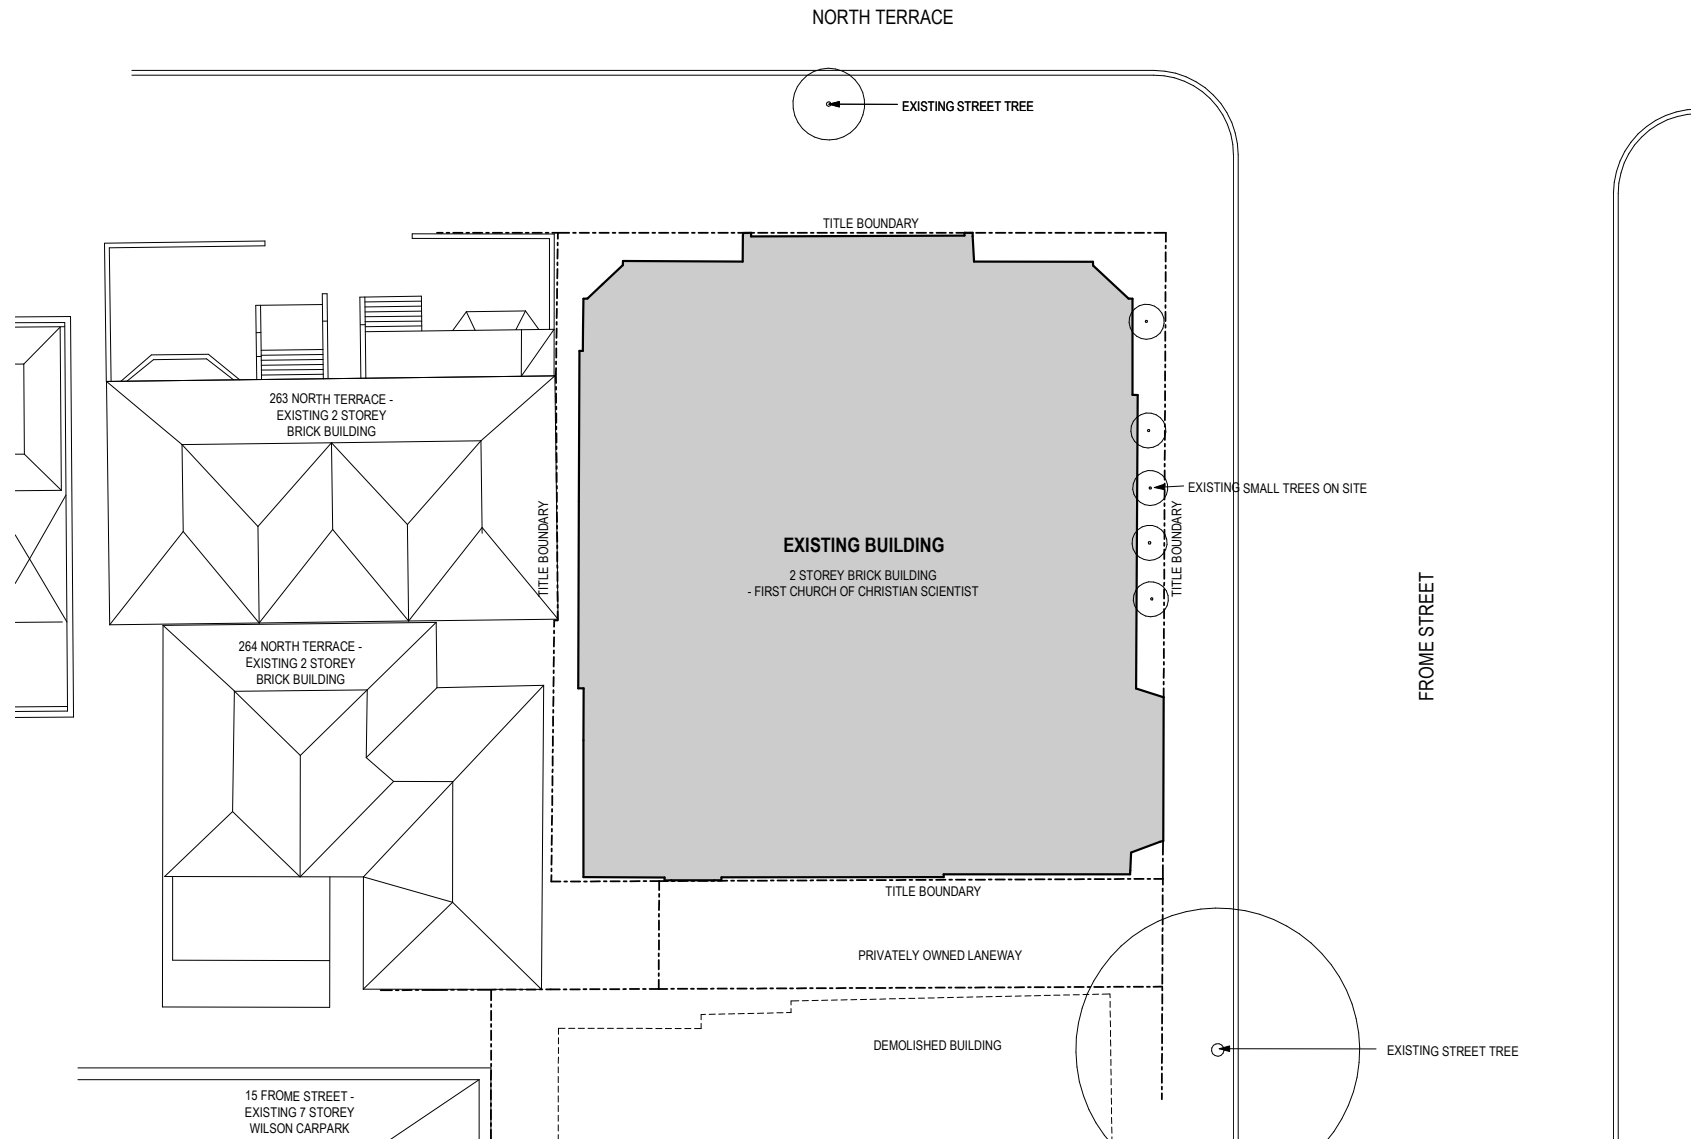 NORTH TERRACE
EXISTING STREET TREE
TITLE BOUNDARY
263 NORTH TERRACE -
EXISTING 2 STOREY
BRICK BUILDING
EXISTING SMALL TREES ON SITE
TITLE BOUNDARY
TITLE BOUNDARY
EXISTING BUILDING
2 STOREY BRICK BUILDING
- FIRST CHURCH OF CHRISTIAN SCIENTIST
FROME STREET
264 NORTH TERRACE -
EXISTING 2 STOREY
BRICK BUILDING
TITLE BOUNDARY
PRIVATELY OWNED LANEWAY
DEMOLISHED BUILDING
EXISTING STREET TREE
15 FROME STREET -
EXISTING 7 STOREY
WILSON CARPARK